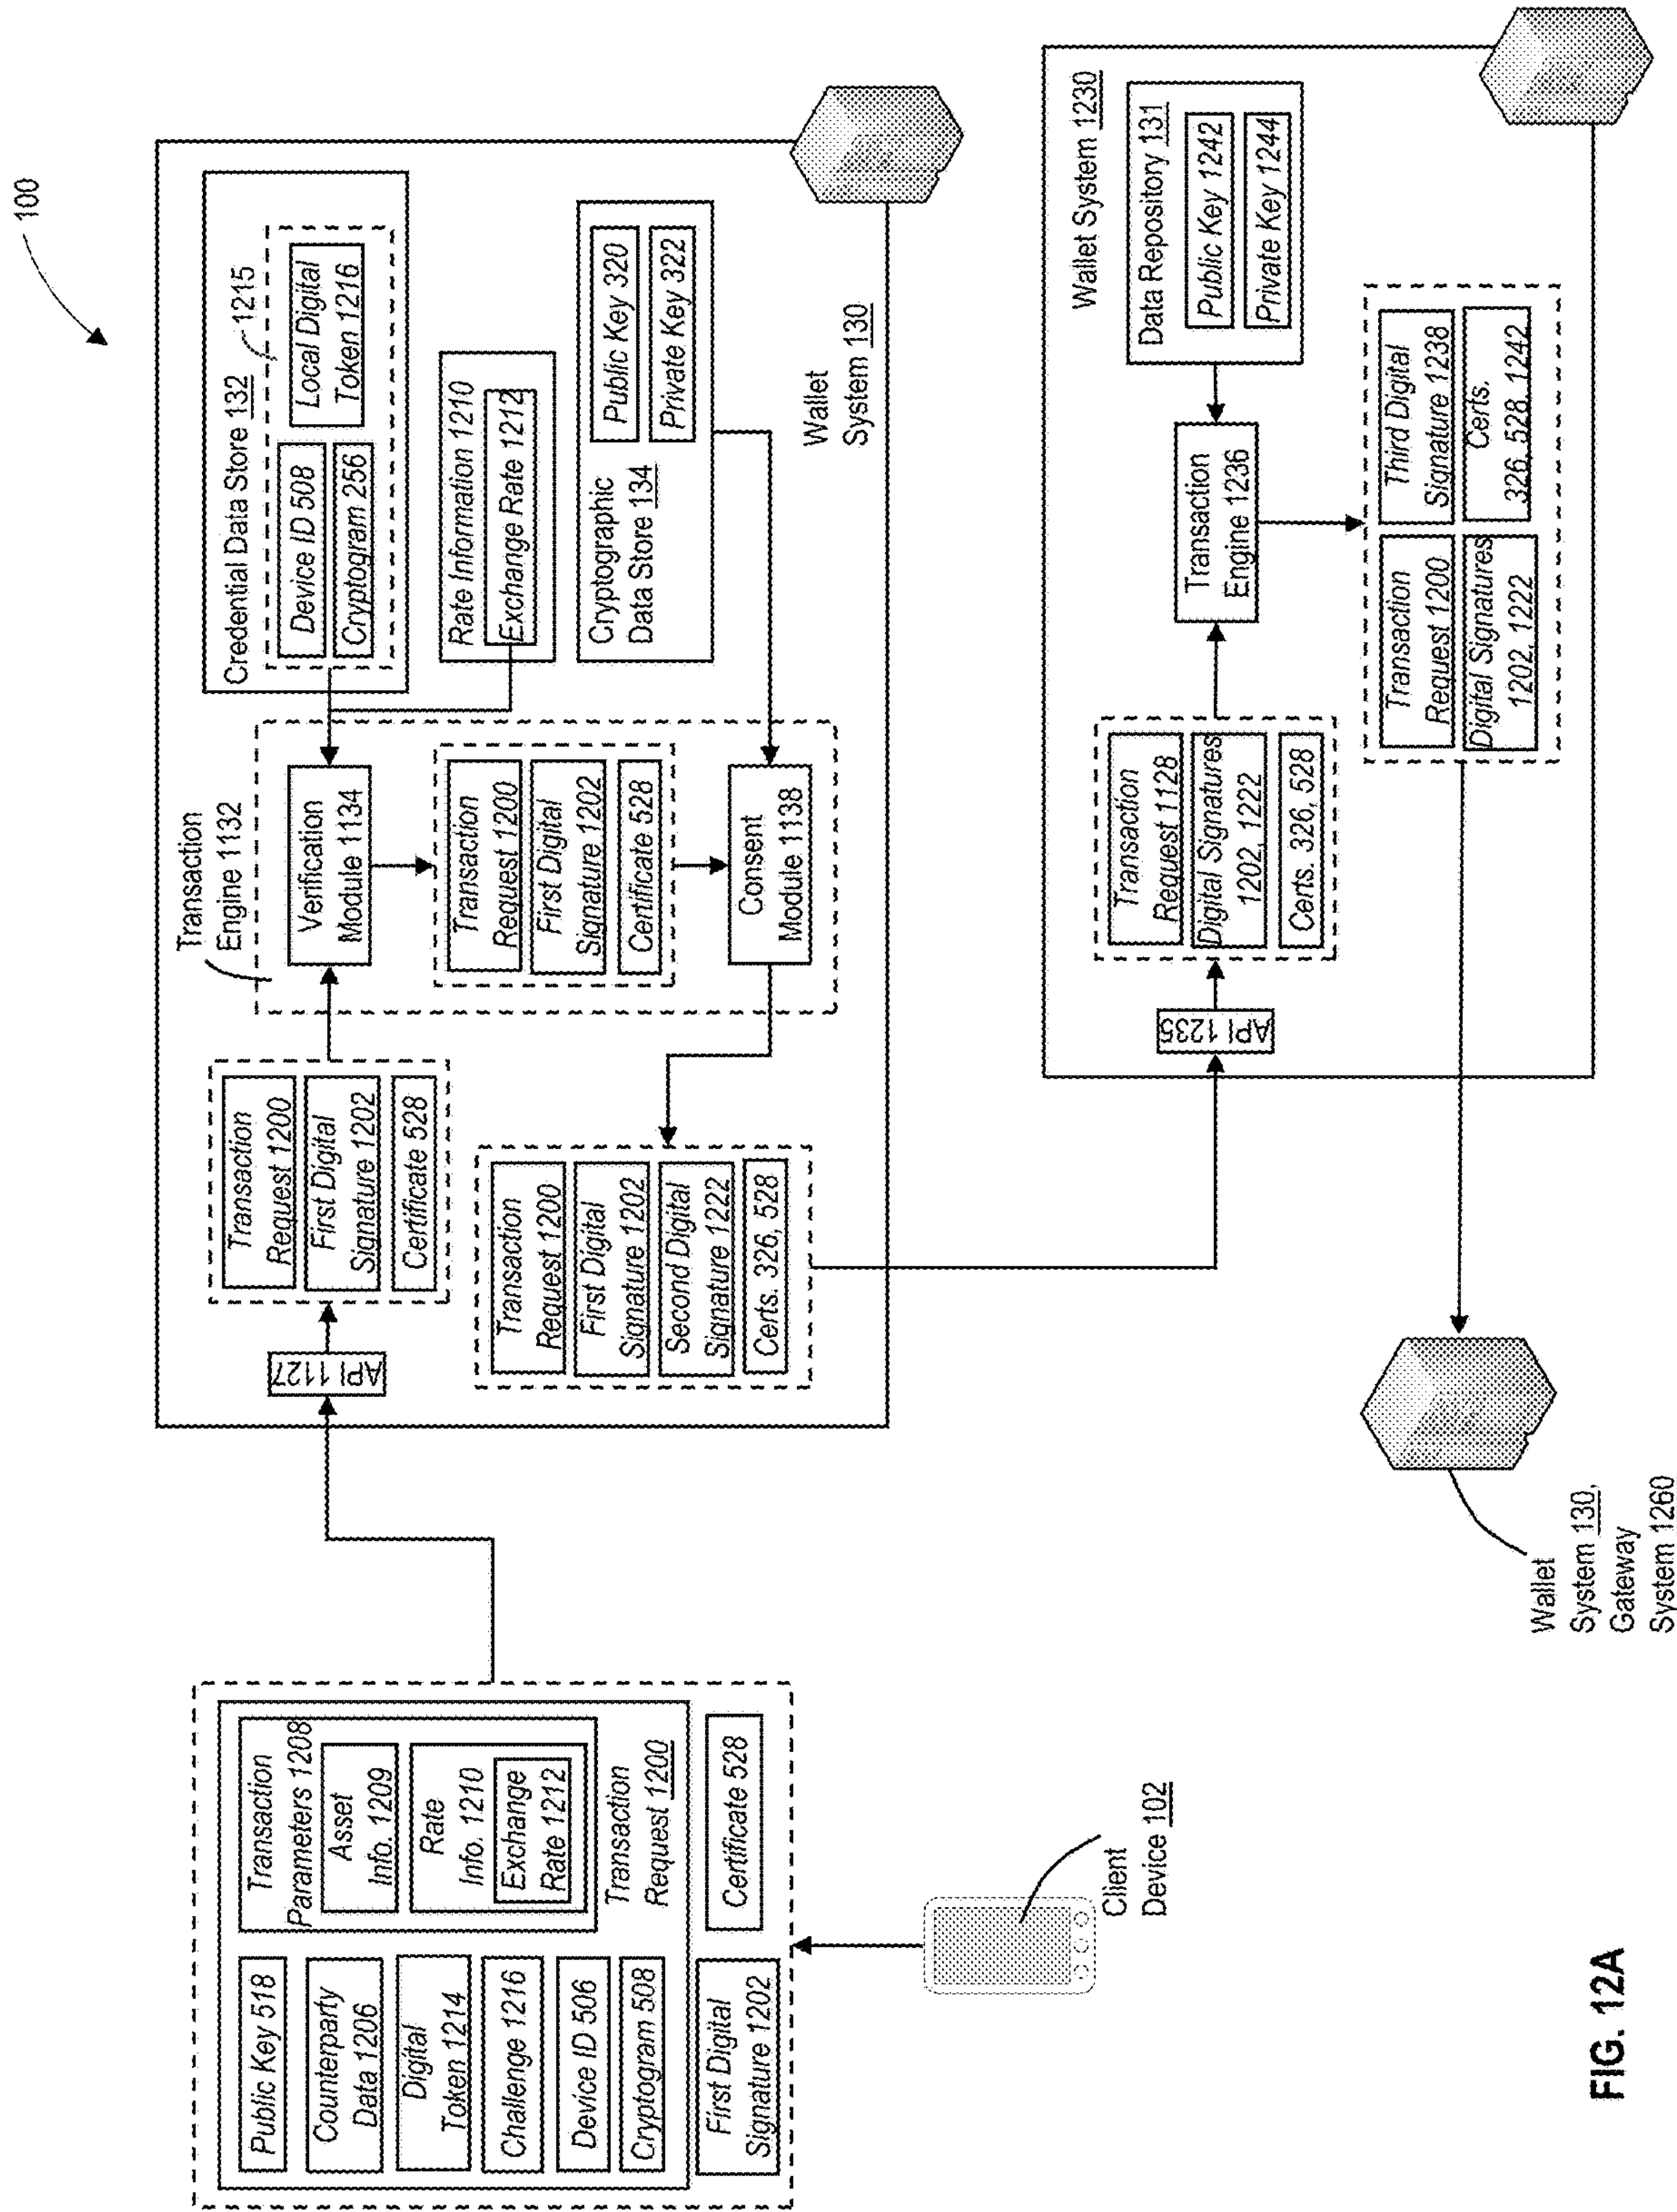 100
Public Key 518
Counterparty
Data 1206
Digital
Token 1214
Challenge 1216
Device ID 506
Cryptogram 508
Transaction
Parameters 1208
Asset
Info. 1209
Rate
Info. 1210
Exchange
Rate 1212
Transaction
Request 1200
First Digital
Signature 1202
Certificate 528
Client
Device 102
API 1127
Transaction
Request 1200
First Digital
Signature 1202
Certificate 528
Transaction
Engine 1132
Verification
Module 1134
Transaction
Request 1200
First Digital
Signature 1202
Certificate 528
Consent
Module 1138
Credential Data Store 132
1215
Device ID 508
Cryptogram 256
Local Digital
Token 1216
Rate Information 1210
Exchange Rate 1212
Cryptographic
Data Store 134
Public Key 320
Private Key 322
Transaction
Request 1200
First Digital
Signature 1202
Second Digital
Signature 1222
Certs. 326, 528
Wallet
System 130
Wallet System 1230
API 1235
Transaction
Request 1128
Digital Signatures
1202, 1222
Certs. 326, 528
Transaction
Engine 1236
Data Repository 131
Public Key 1242
Private Key 1244
Transaction
Request 1200
Digital Signatures
1202, 1222
Third Digital
Signature 1238
Certs.
326, 528, 1242
Wallet
System 130,
Gateway
System 1260
FIG. 12A